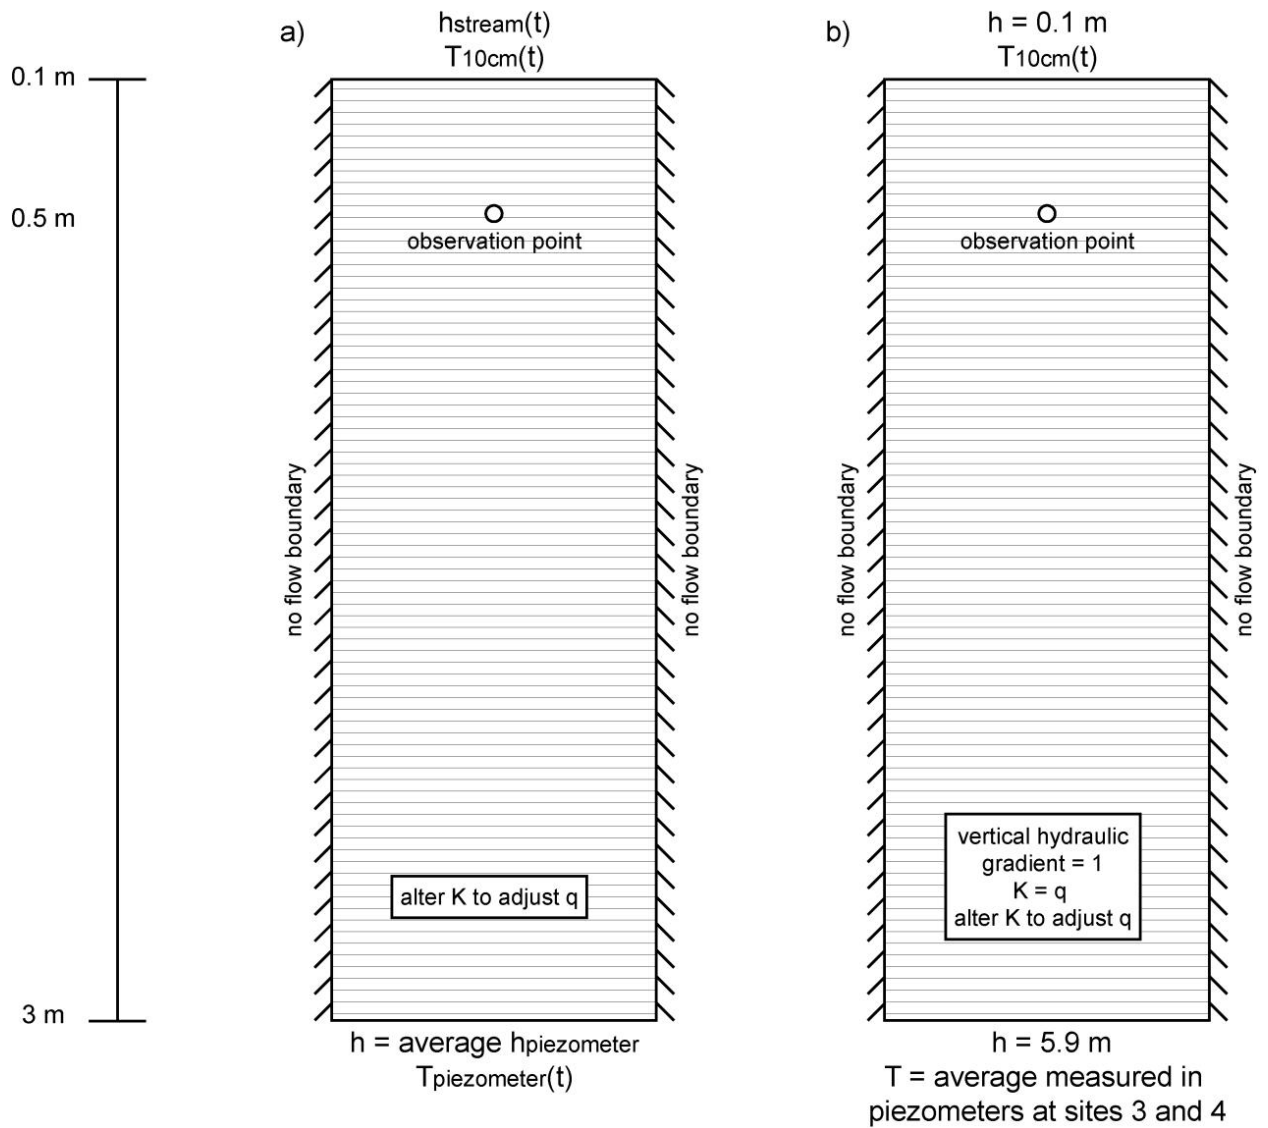 a)
hstream(t)
T10cm(t)
b)
h = 0.1 m
T10cm(t)
0.1 m
0.5 m
3 m
observation point
no flow boundary
no flow boundary
alter K to adjust q
h = average hpiezometer
Tpiezometer(t)
observation point
no flow boundary
no flow boundary
vertical hydraulic
gradient = 1
K = q
alter K to adjust q
h = 5.9 m
T = average measured in
piezometers at sites 3 and 4